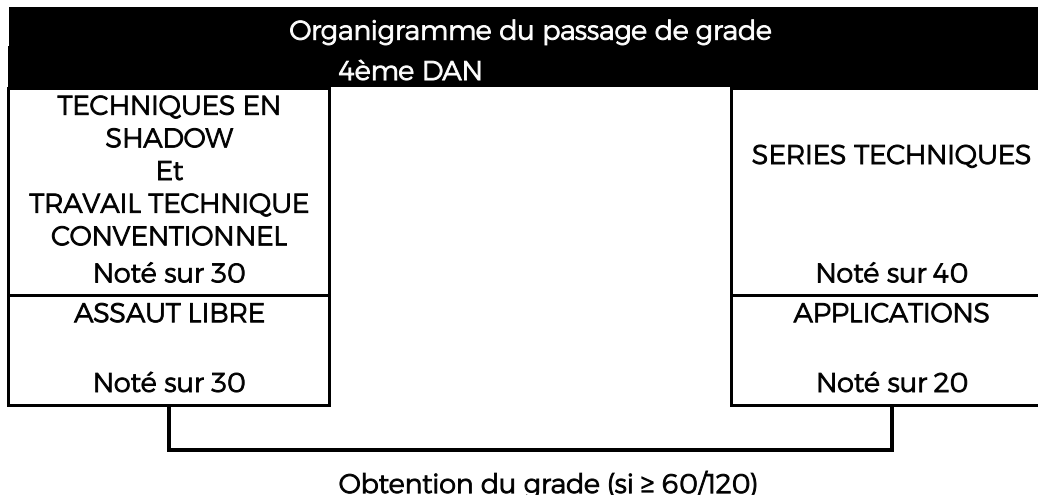 Organigramme du passage de grade
4ème DAN
TECHNIQUES EN
SHADOW
Et
TRAVAIL TECHNIQUE
CONVENTIONNEL
Noté sur 30
SERIES TECHNIQUES
Noté sur 40
ASSAUT LIBRE
Noté sur 30
APPLICATIONS
Noté sur 20
Obtention du grade (si ≥ 60/120)